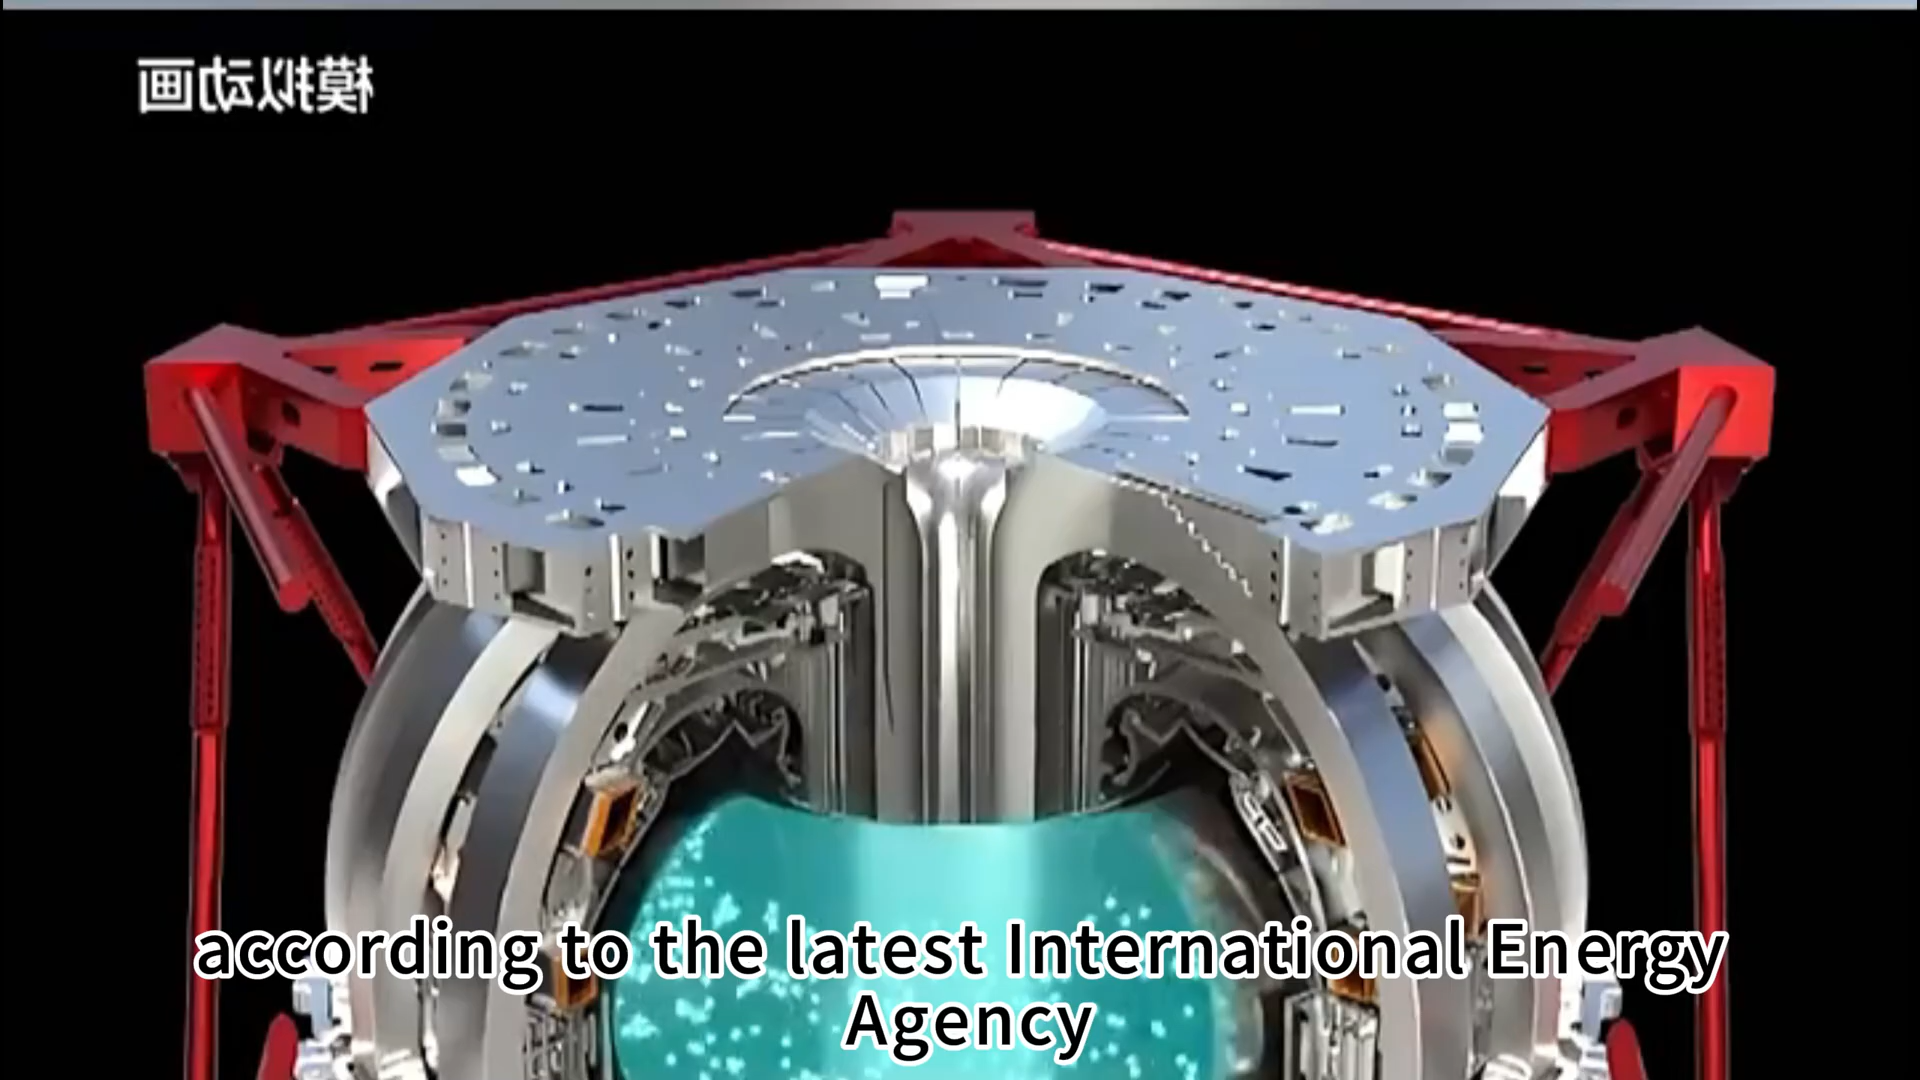 模拟动画
according to the latest International Energy
Agency